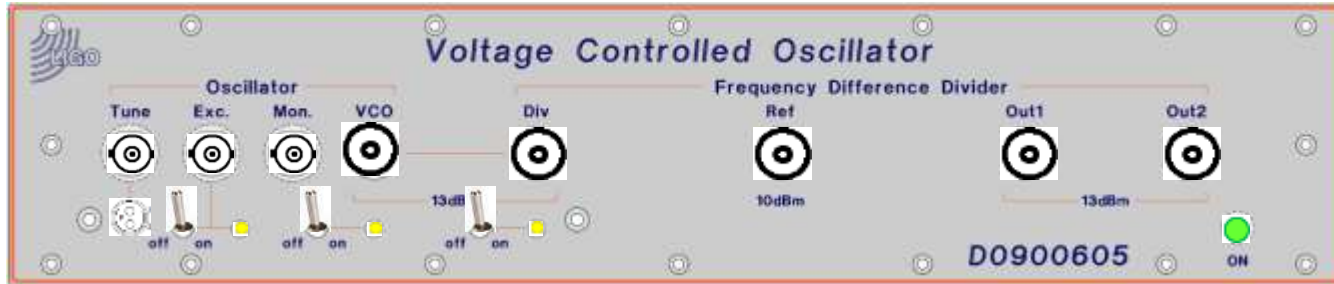 LIGO
Voltage Controlled Oscillator
Oscillator
Frequency Difference Divider
Tune Exc. Mon. VCO Div Ref Out1 Out2
10dBm 13dBm
off on off on off on
D0900605
ON